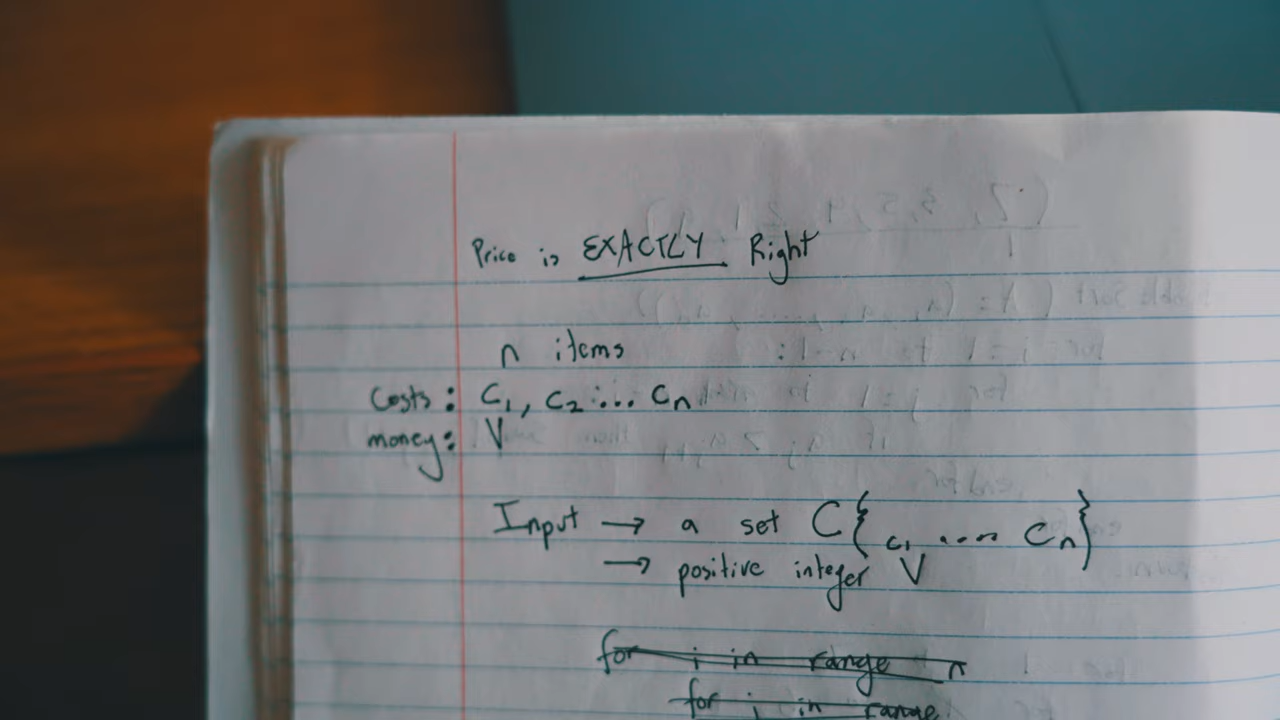 Price is EXACTLY Right
n items
Costs: C1, C2 ... Cn
money: V
Input → a set C{c1 .... Cn}
→ positive integer V
for i in range n
for j in range